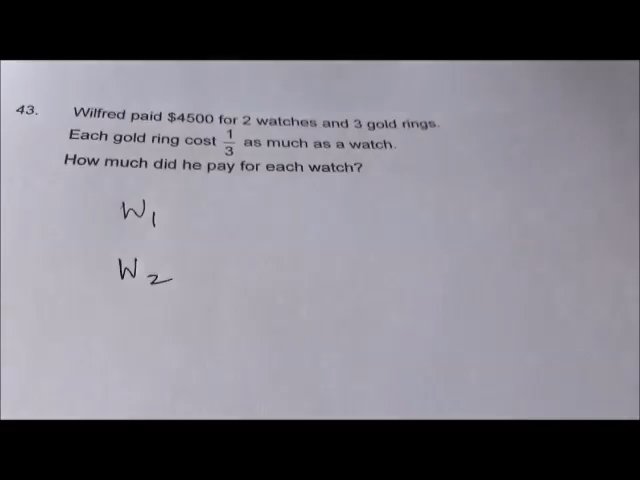 43. Wilfred paid $4500 for 2 watches and 3 gold rings.
Each gold ring cost 1/3 as much as a watch.
How much did he pay for each watch?
W1
W2